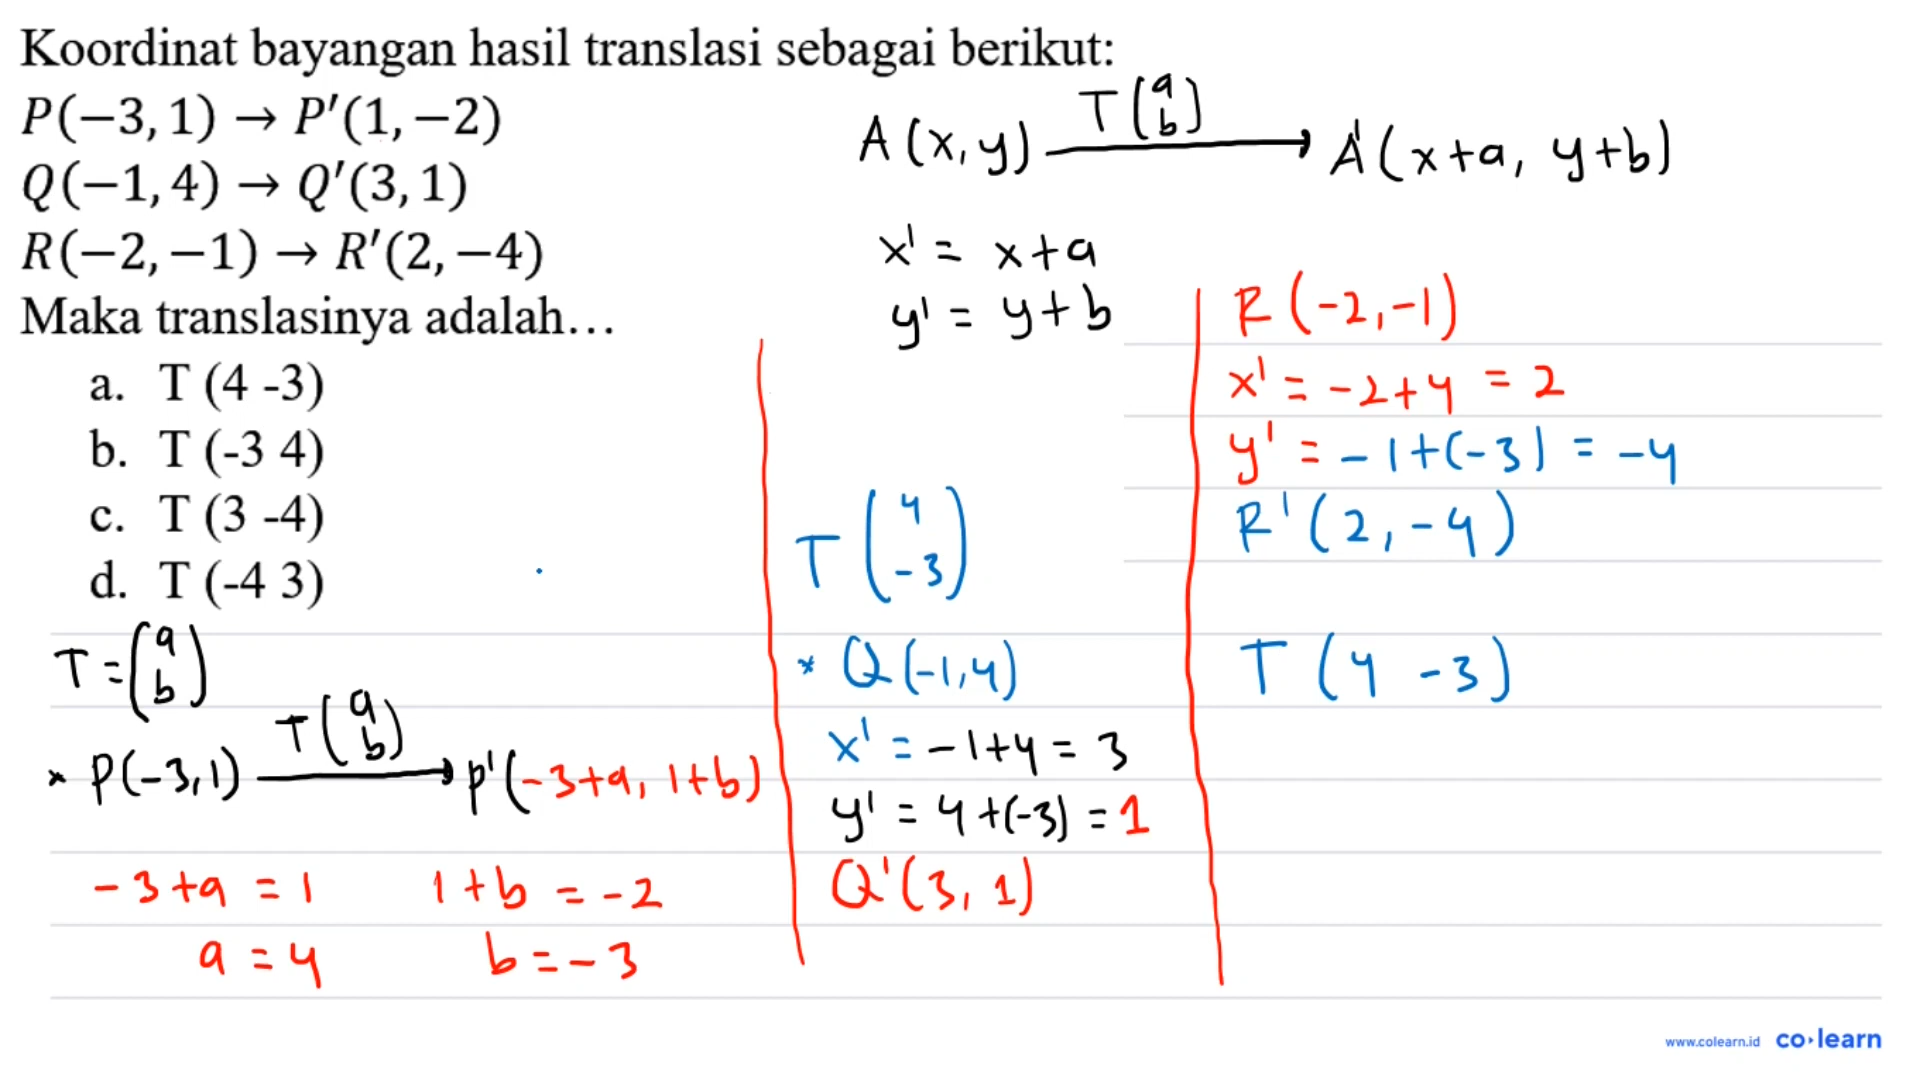 Koordinat bayangan hasil translasi sebagai berikut:
P(−3, 1) → P′(1, −2)
Q(−1, 4) → Q′(3, 1)
R(−2, −1) → R′(2, −4)
Maka translasinya adalah...
a. T (4 -3)
b. T (-3 4)
c. T (3 -4)
d. T (-4 3)
T = (a b)
* P(-3,1) T(a b) → P'(-3+a, 1+b)
-3+a = 1 1+b = -2
a = 4 b = -3
A(x,y) T(a b) → A'(x+a, y+b)
x' = x+a
y' = y+b
T (4 -3)
* Q(-1,4)
x' = -1+4 = 3
y' = 4+(-3) = 1
Q'(3, 1)
R(-2,-1)
x' = -2+4 = 2
y' = -1+(-3) = -4
R'(2,-4)
T (4 -3)
www.colearn.id co▸learn